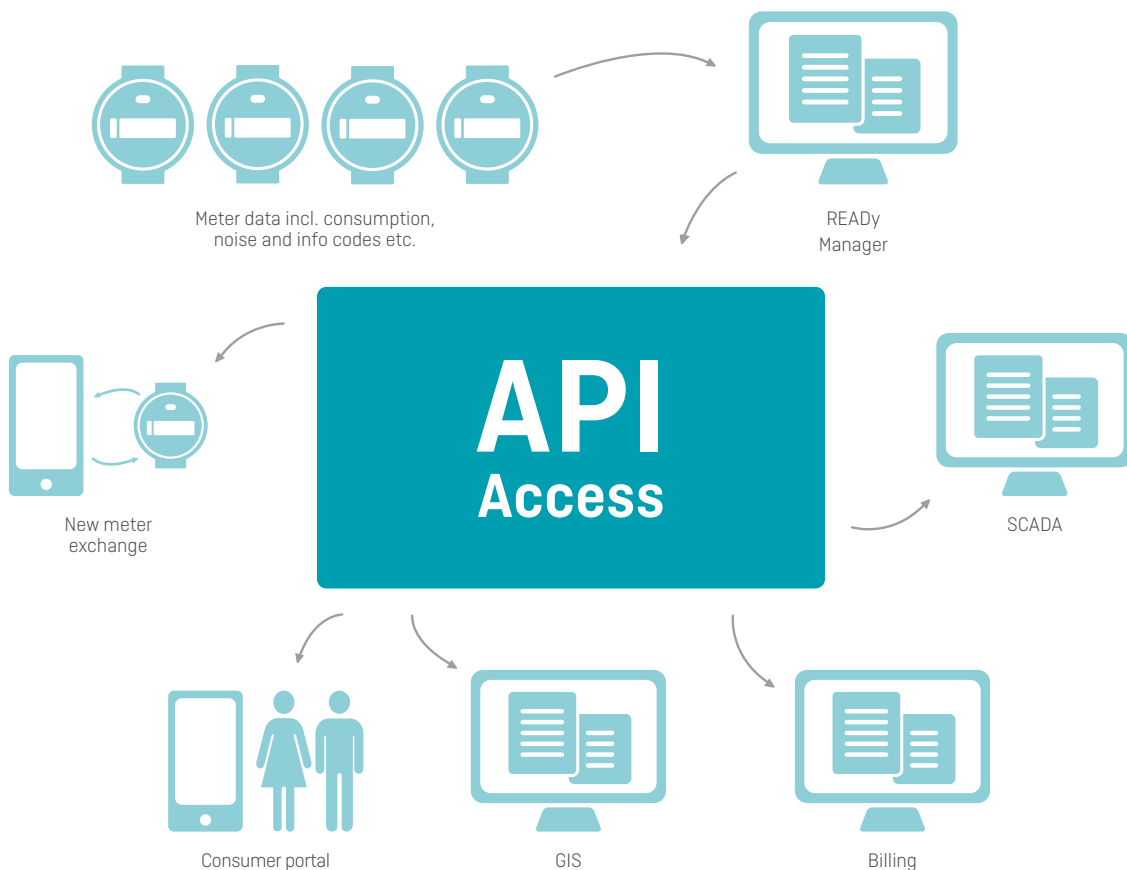 Meter data incl. consumption,
noise and info codes etc.
READy
Manager
API
Access
New meter
exchange
SCADA
Consumer portal
GIS
Billing